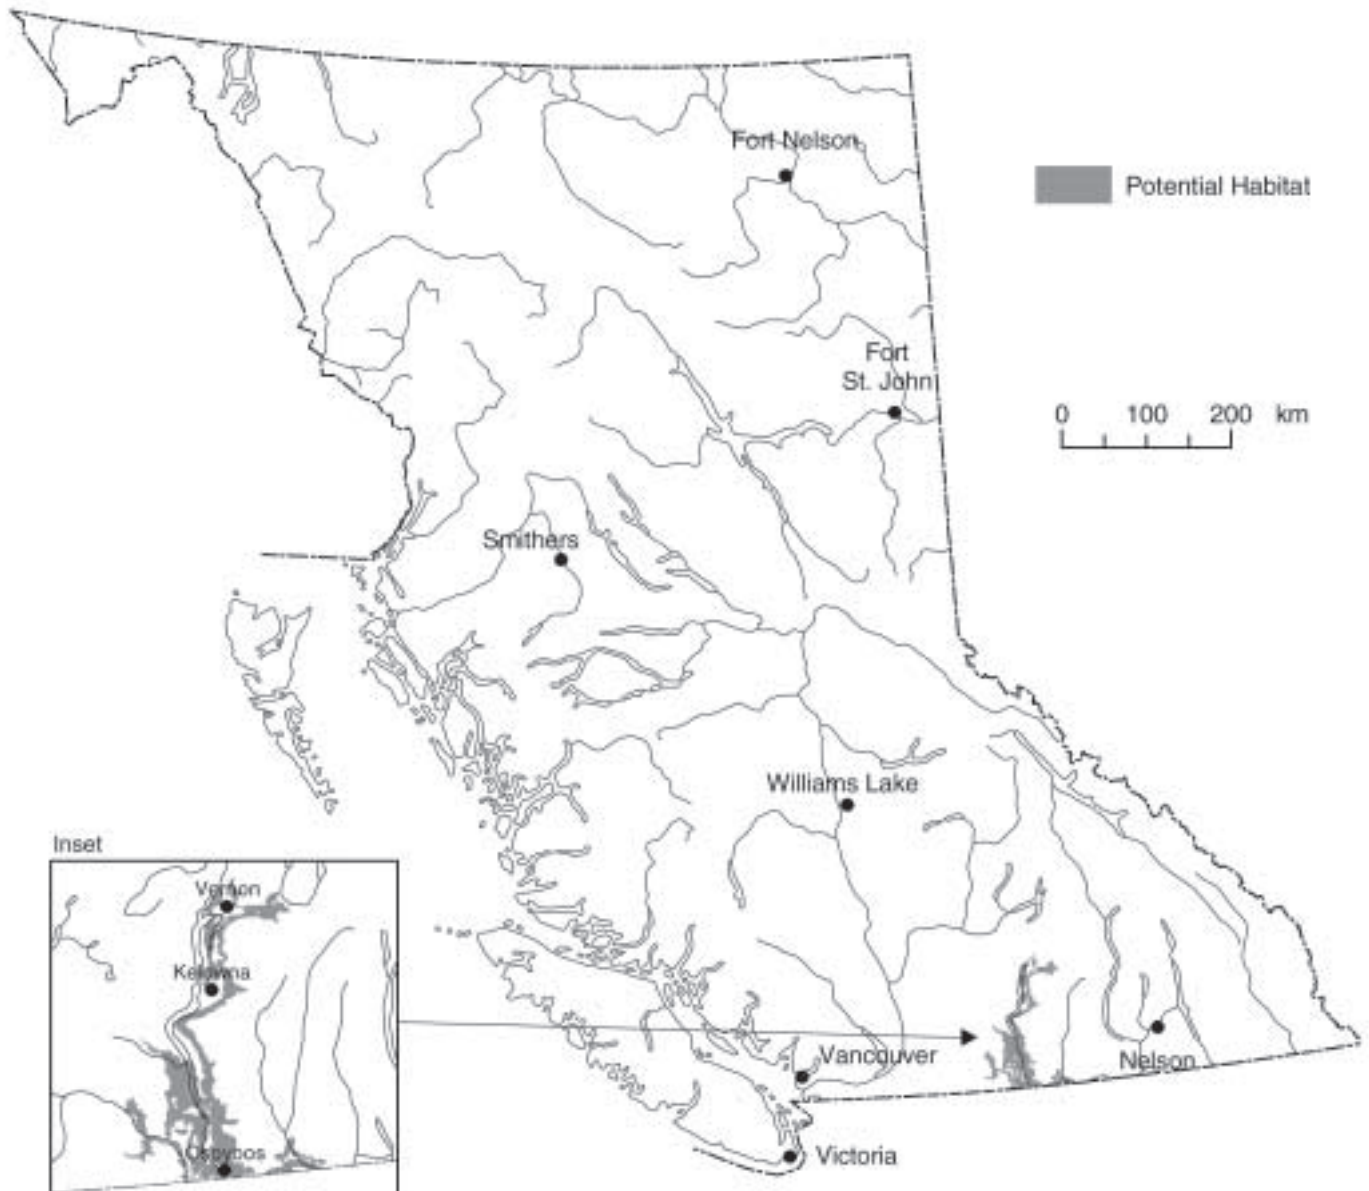 Fort Nelson
Potential Habitat
Fort
St. John
0 100 200 km
Smithers
Williams Lake
Inset
Vernon
Kelowna
Osoyoos
Vancouver
Nelson
Victoria